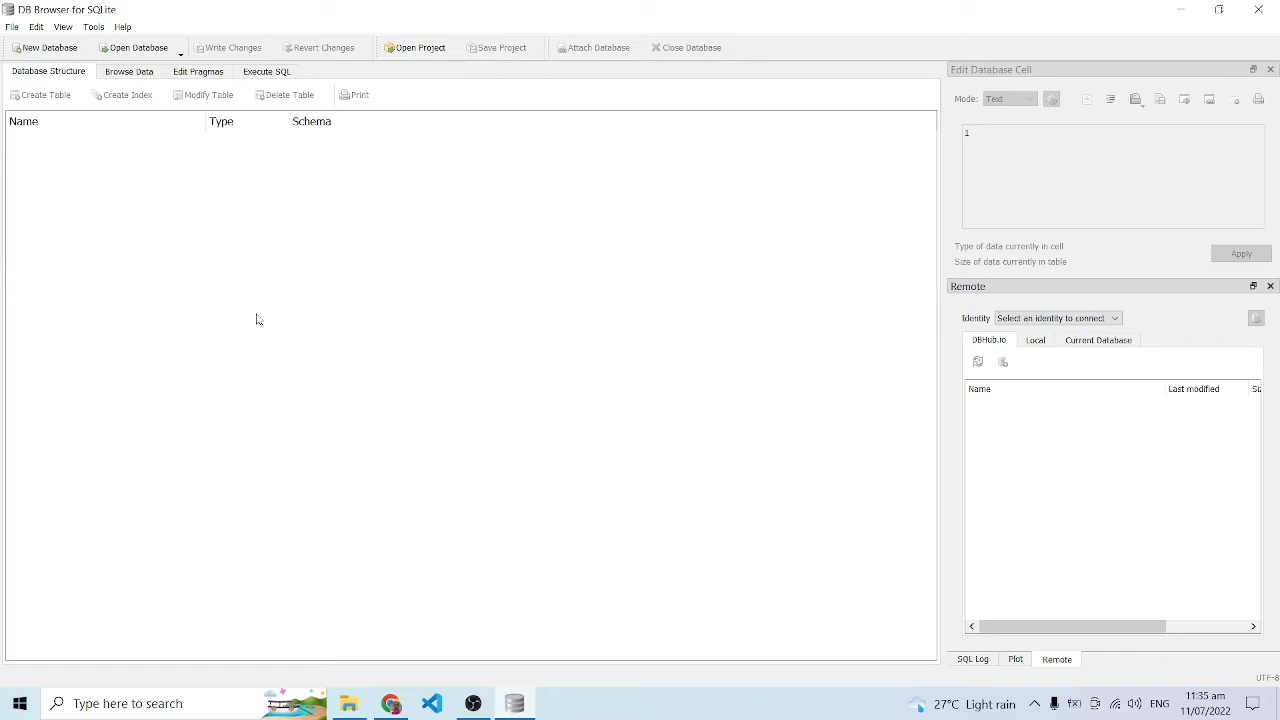 DB Browser for SQLite
File Edit View Tools Help
New Database Open Database Write Changes Revert Changes Open Project Save Project Attach Database Close Database
Database Structure Browse Data Edit Pragmas Execute SQL
Create Table Create Index Modify Table Delete Table Print
Name Type Schema
Edit Database Cell
Mode: Text
1
Type of data currently in cell
Size of data currently in table
Apply
Remote
Identity Select an identity to connect
DBHub.io Local Current Database
Name Last modified
SQL Log Plot Remote
UTF-8
Type here to search
27°C Light rain
ENG
11:35 am
11/07/2022